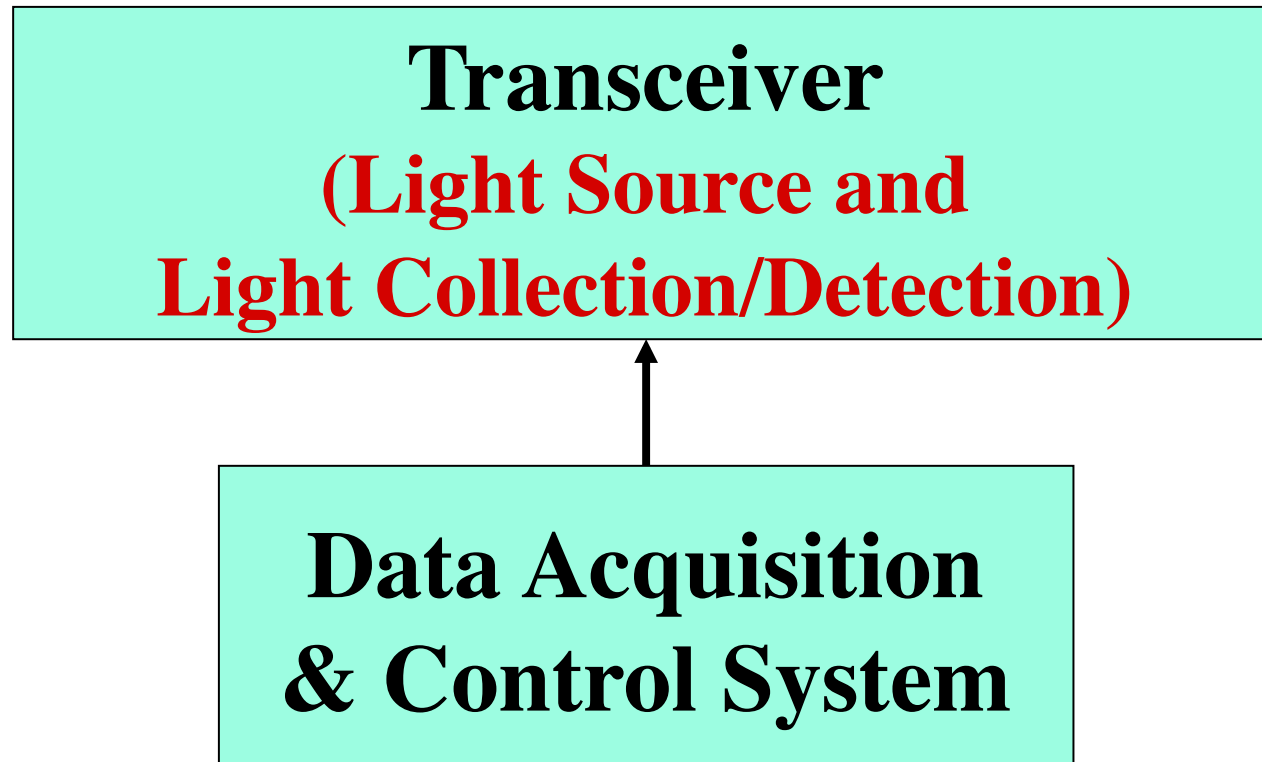 Transceiver
(Light Source and
Light Collection/Detection)
Data Acquisition
& Control System